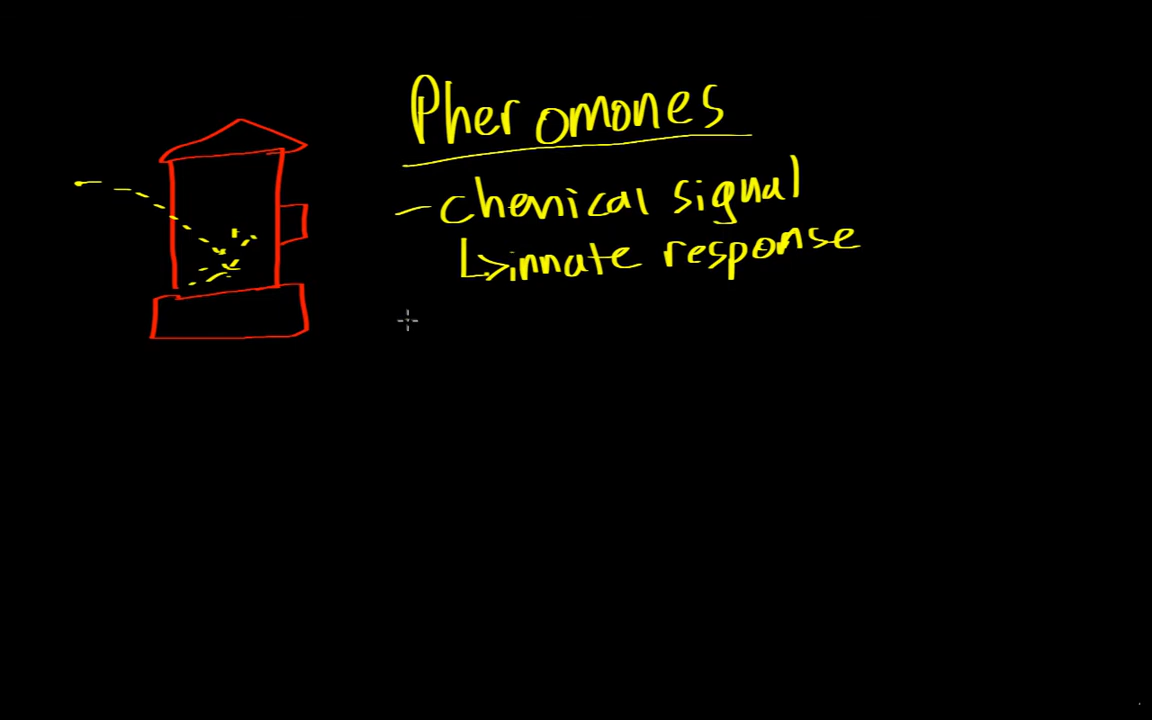 Pheromones
- chemical signal
↳ innate response